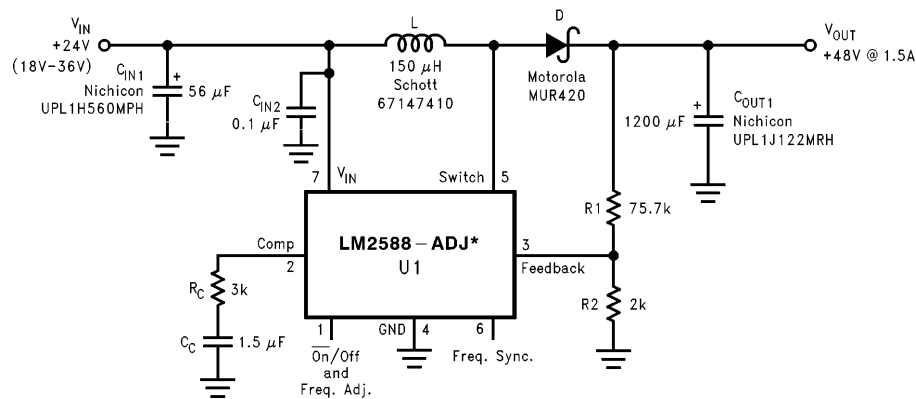 V_IN
+24V
(18V–36V)
C_IN1
Nichicon
UPL1H560MPH
+
56 μF
C_IN2
0.1 μF
L
150 μH
Schott
67147410
D
Motorola
MUR420
V_OUT
+48V @ 1.5A
+
1200 μF
C_OUT1
Nichicon
UPL1J122MRH
7
V_IN
Switch
5
R1
75.7k
LM2588–ADJ*
U1
Comp
2
3
Feedback
R_C
3k
R2
2k
C_C
1.5 μF
1
O̅n̅/Off
and
Freq. Adj.
GND
4
6
Freq. Sync.